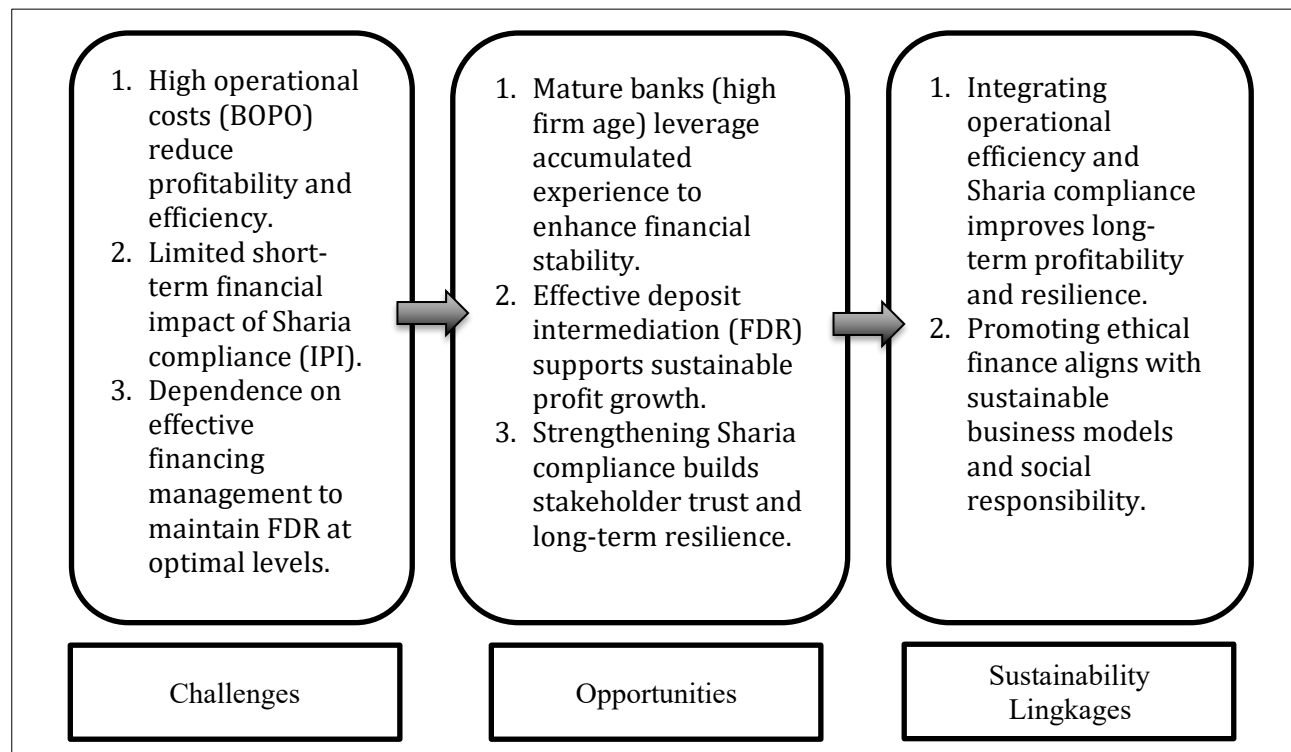 1. High operational
costs (BOPO)
reduce
profitability and
efficiency.
2. Limited short-
term financial
impact of Sharia
compliance (IPI).
3. Dependence on
effective
financing
management to
maintain FDR at
optimal levels.
1. Mature banks (high
firm age) leverage
accumulated
experience to
enhance financial
stability.
2. Effective deposit
intermediation (FDR)
supports sustainable
profit growth.
3. Strengthening Sharia
compliance builds
stakeholder trust and
long-term resilience.
1. Integrating
operational
efficiency and
Sharia compliance
improves long-
term profitability
and resilience.
2. Promoting ethical
finance aligns with
sustainable
business models
and social
responsibility.
Challenges
Opportunities
Sustainability
Lingkages